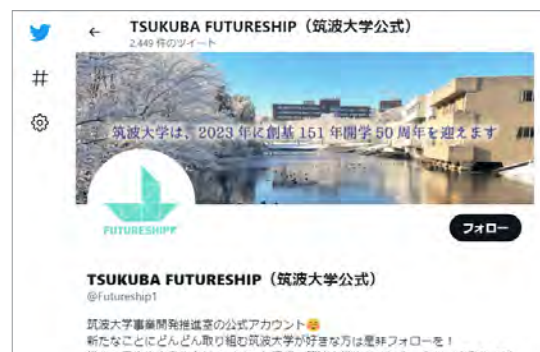 TSUKUBA FUTURESHIP（筑波大学公式）
2,449 件のツイート
筑波大学は、2023年に創基151年開学50周年を迎えます
FUTURESHIP
フォロー
TSUKUBA FUTURESHIP（筑波大学公式）
@Futureship1
筑波大学事業開発推進室の公式アカウント😊
新たなことにどんどん取り組む筑波大学が好きな方は是非フォローを！